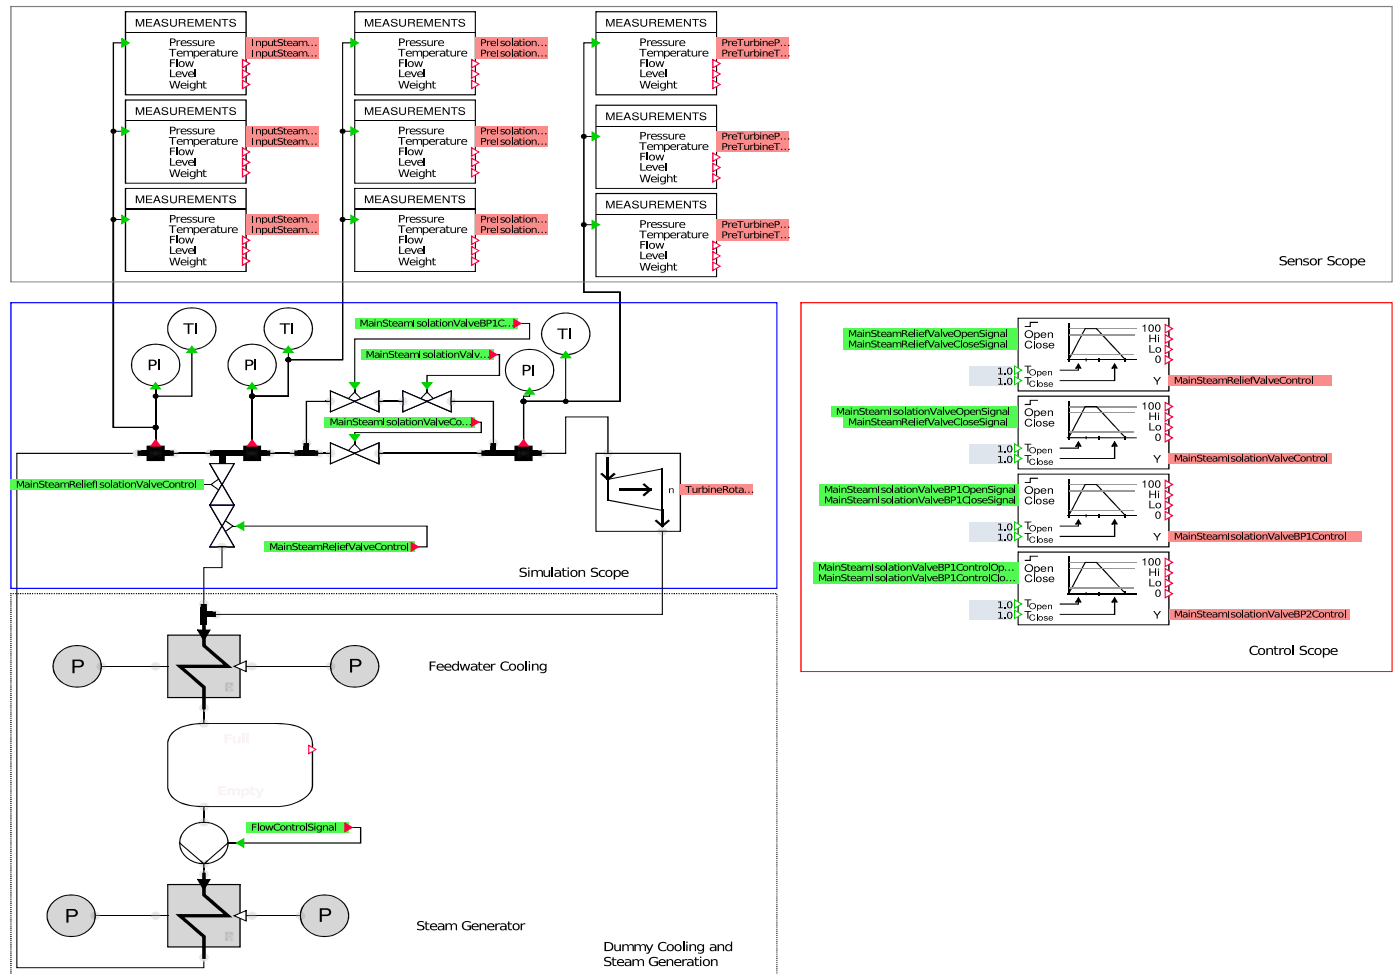 MEASUREMENTS
Pressure InputSteam...
Temperature InputSteam...
Flow
Level
Weight
MEASUREMENTS
Pressure InputSteam...
Temperature InputSteam...
Flow
Level
Weight
MEASUREMENTS
Pressure InputSteam...
Temperature InputSteam...
Flow
Level
Weight
MEASUREMENTS
Pressure PreIsolation...
Temperature PreIsolation...
Flow
Level
Weight
MEASUREMENTS
Pressure PreIsolation...
Temperature PreIsolation...
Flow
Level
Weight
MEASUREMENTS
Pressure PreIsolation...
Temperature PreIsolation...
Flow
Level
Weight
MEASUREMENTS
Pressure PreTurbineP...
Temperature PreTurbineT...
Flow
Level
Weight
MEASUREMENTS
Pressure PreTurbineP...
Temperature PreTurbineT...
Flow
Level
Weight
MEASUREMENTS
Pressure PreTurbineP...
Temperature PreTurbineT...
Flow
Level
Weight
Sensor Scope
TI
PI
TI
PI
MainSteamIsolationValveBP1C...
MainSteamIsolationValv...
TI
PI
MainSteamIsolationValveCo...
MainSteamReliefIsolationValveControl
MainSteamReliefValveControl
n TurbineRota...
Simulation Scope
MainSteamReliefValveOpenSignal Open 100
MainSteamReliefValveCloseSignal Close Hi
Lo
0
1.0 TOpen
1.0 TClose Y MainSteamReliefValveControl
MainSteamIsolationValveOpenSignal Open 100
MainSteamReliefValveCloseSignal Close Hi
Lo
0
1.0 TOpen
1.0 TClose Y MainSteamIsolationValveControl
MainSteamIsolationValveBP1OpenSignal Open 100
MainSteamIsolationValveBP1CloseSignal Close Hi
Lo
0
1.0 TOpen
1.0 TClose Y MainSteamIsolationValveBP1Control
MainSteamIsolationValveBP1ControlOp... Open 100
MainSteamIsolationValveBP1ControlClo... Close Hi
Lo
0
1.0 TOpen
1.0 TClose Y MainSteamIsolationValveBP2Control
Control Scope
P
P
Feedwater Cooling
Full
Empty
FlowControlSignal
P
P
Steam Generator
Dummy Cooling and
Steam Generation